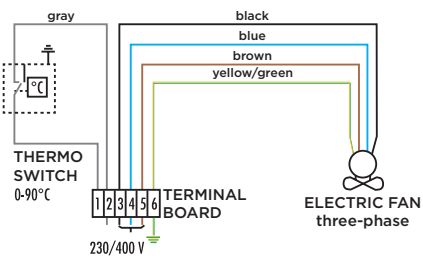 gray
black
blue
brown
yellow/green
°C
THERMO
SWITCH
0-90°C
1 2 3 4 5 6
TERMINAL
BOARD
230/400 V
ELECTRIC FAN
three-phase